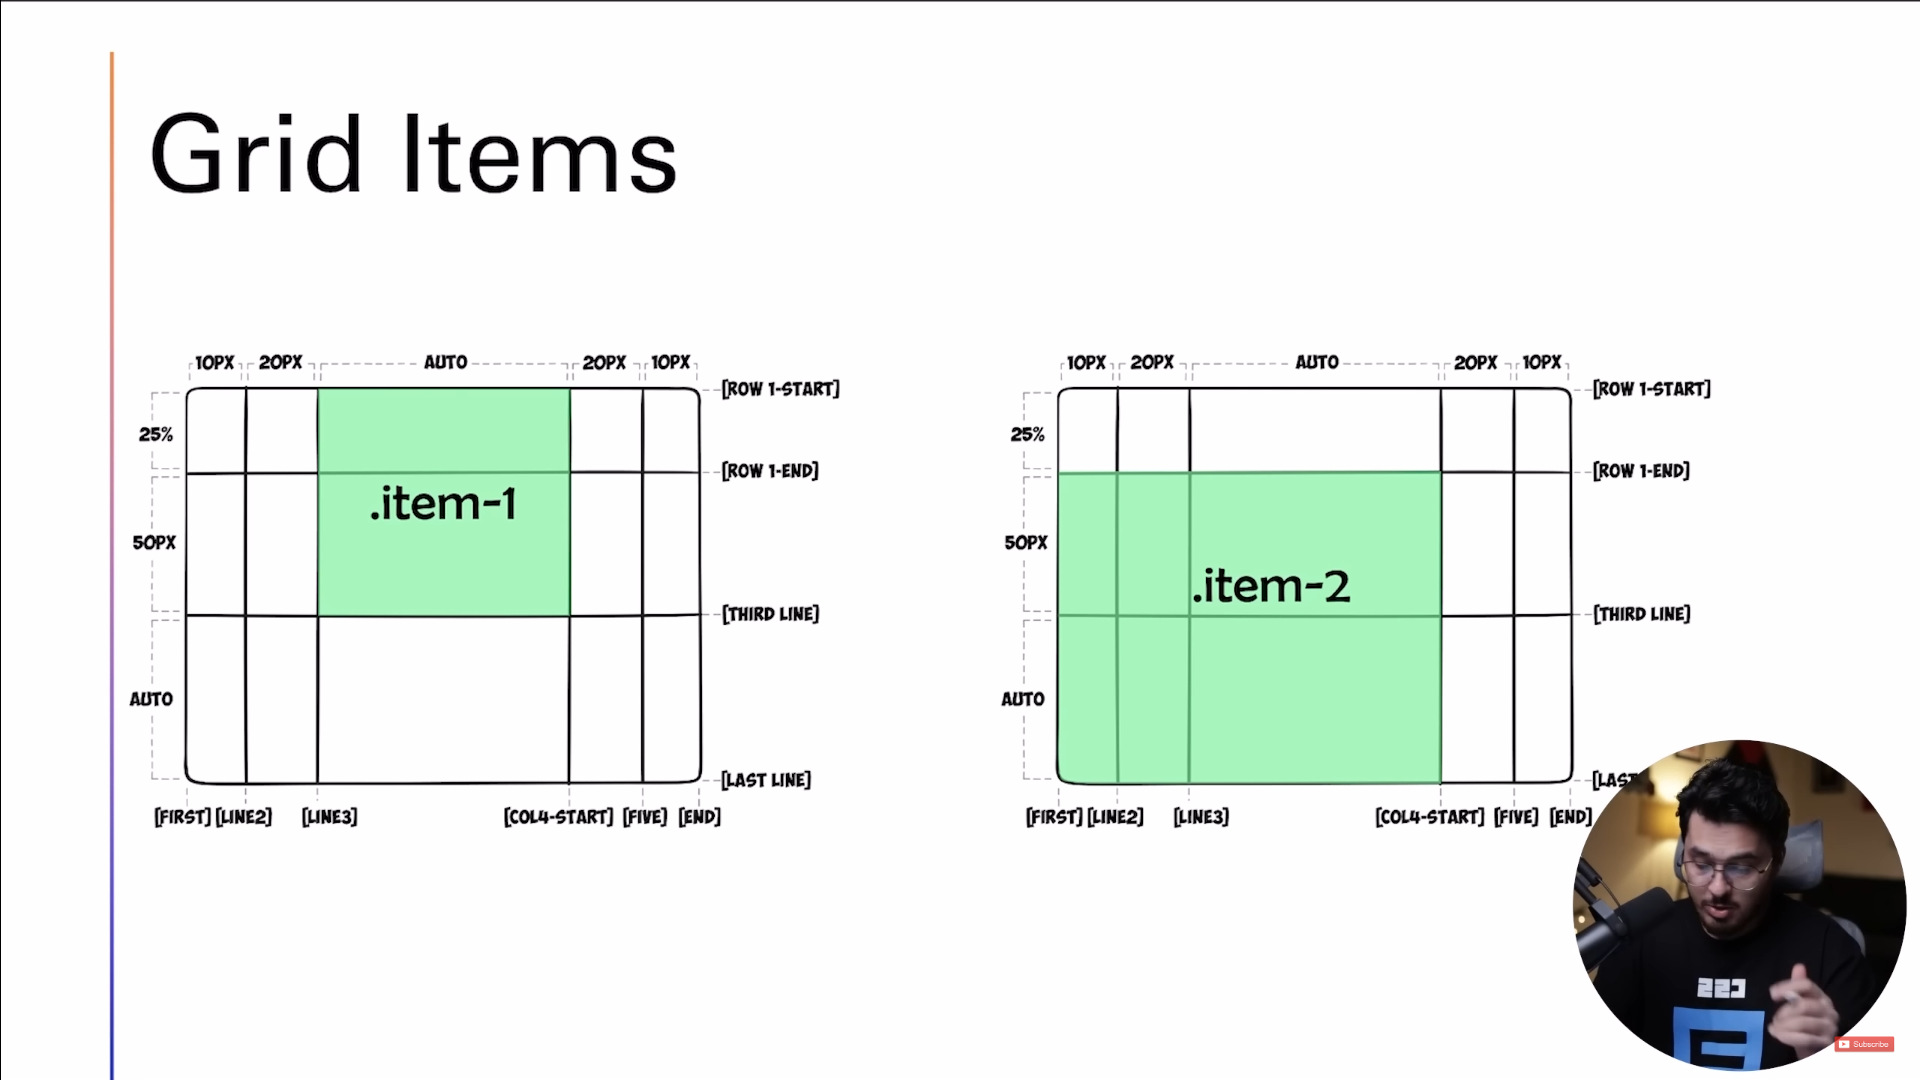 Grid Items
10PX 20PX AUTO 20PX 10PX
[ROW 1-START]
25%
[ROW 1-END]
.item-1
50PX
[THIRD LINE]
AUTO
[LAST LINE]
[FIRST] [LINE2] [LINE3] [COL4-START] [FIVE] [END]
10PX 20PX AUTO 20PX 10PX
[ROW 1-START]
25%
[ROW 1-END]
50PX
.item-2
[THIRD LINE]
AUTO
[LAS
[FIRST] [LINE2] [LINE3] [COL4-START] [FIVE] [END]
Subscribe